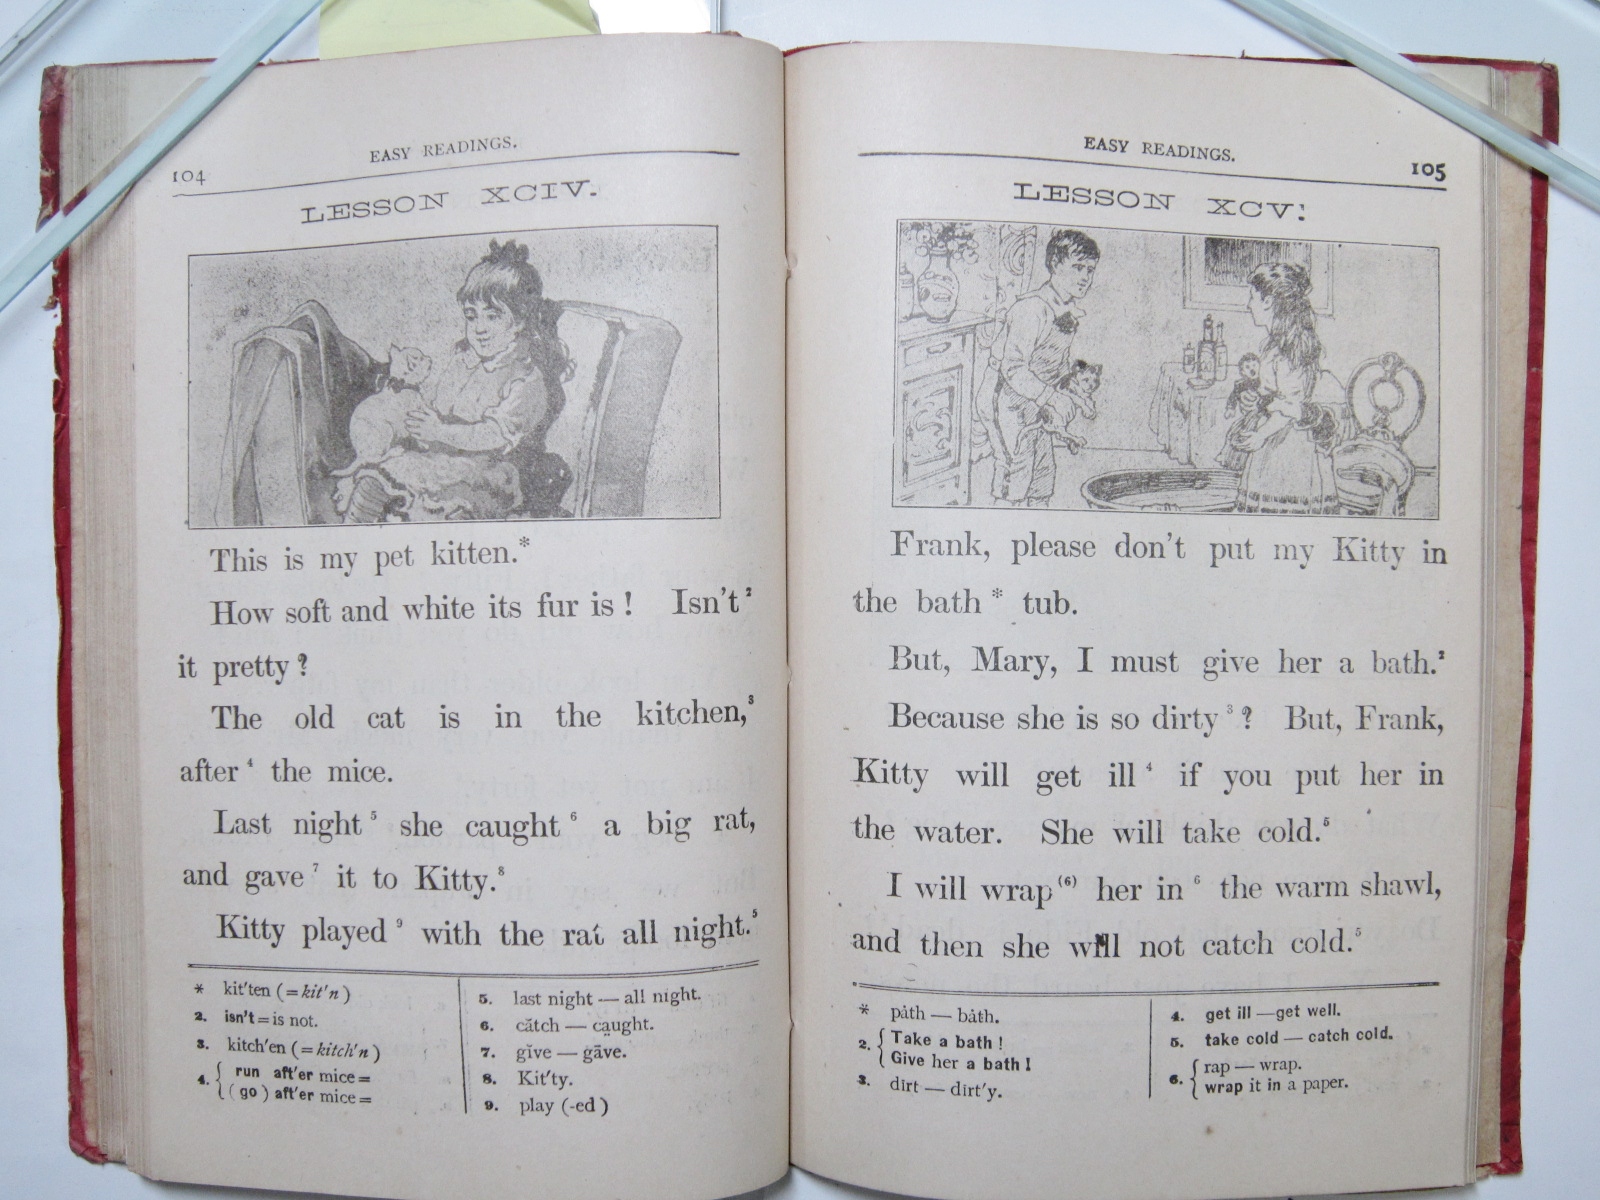 104
EASY READINGS.
LESSON XCIV.
This is my pet kitten.*
How soft and white its fur is! Isn't²
it pretty?
The old cat is in the kitchen,³
after⁴ the mice.
Last night⁵ she caught⁶ a big rat,
and gave⁷ it to Kitty.⁸
Kitty played⁹ with the rat all night.⁵
* kit'ten (=kit'n)
2. isn't=is not.
3. kitch'en (=kitch'n)
4. { run aft'er mice=
{ (go) aft'er mice=
5. last night — all night.
6. cătch — caught.
7. gĭve — gāve.
8. Kit'ty.
9. play (-ed)
EASY READINGS.
105
LESSON XCV.
Frank, please don't put my Kitty in
the bath* tub.
But, Mary, I must give her a bath.²
Because she is so dirty³? But, Frank,
Kitty will get ill⁴ if you put her in
the water. She will take cold.⁵
I will wrap⁽⁶⁾ her in⁶ the warm shawl,
and then she will not catch cold.⁵
* păth — băth.
2. { Take a bath!
{ Give her a bath!
3. dirt — dirt'y.
4. get ill — get well.
5. take cold — catch cold.
6. { rap — wrap.
{ wrap it in a paper.